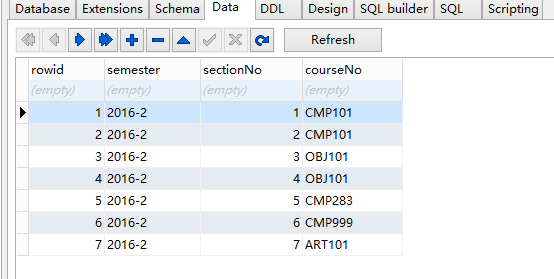 Database Extensions Schema Data DDL Design SQL builder SQL Scripting
Refresh
rowid semester sectionNo courseNo
(empty) (empty) (empty) (empty)
1 2016-2 1 CMP101
2 2016-2 2 CMP101
3 2016-2 3 OBJ101
4 2016-2 4 OBJ101
5 2016-2 5 CMP283
6 2016-2 6 CMP999
7 2016-2 7 ART101